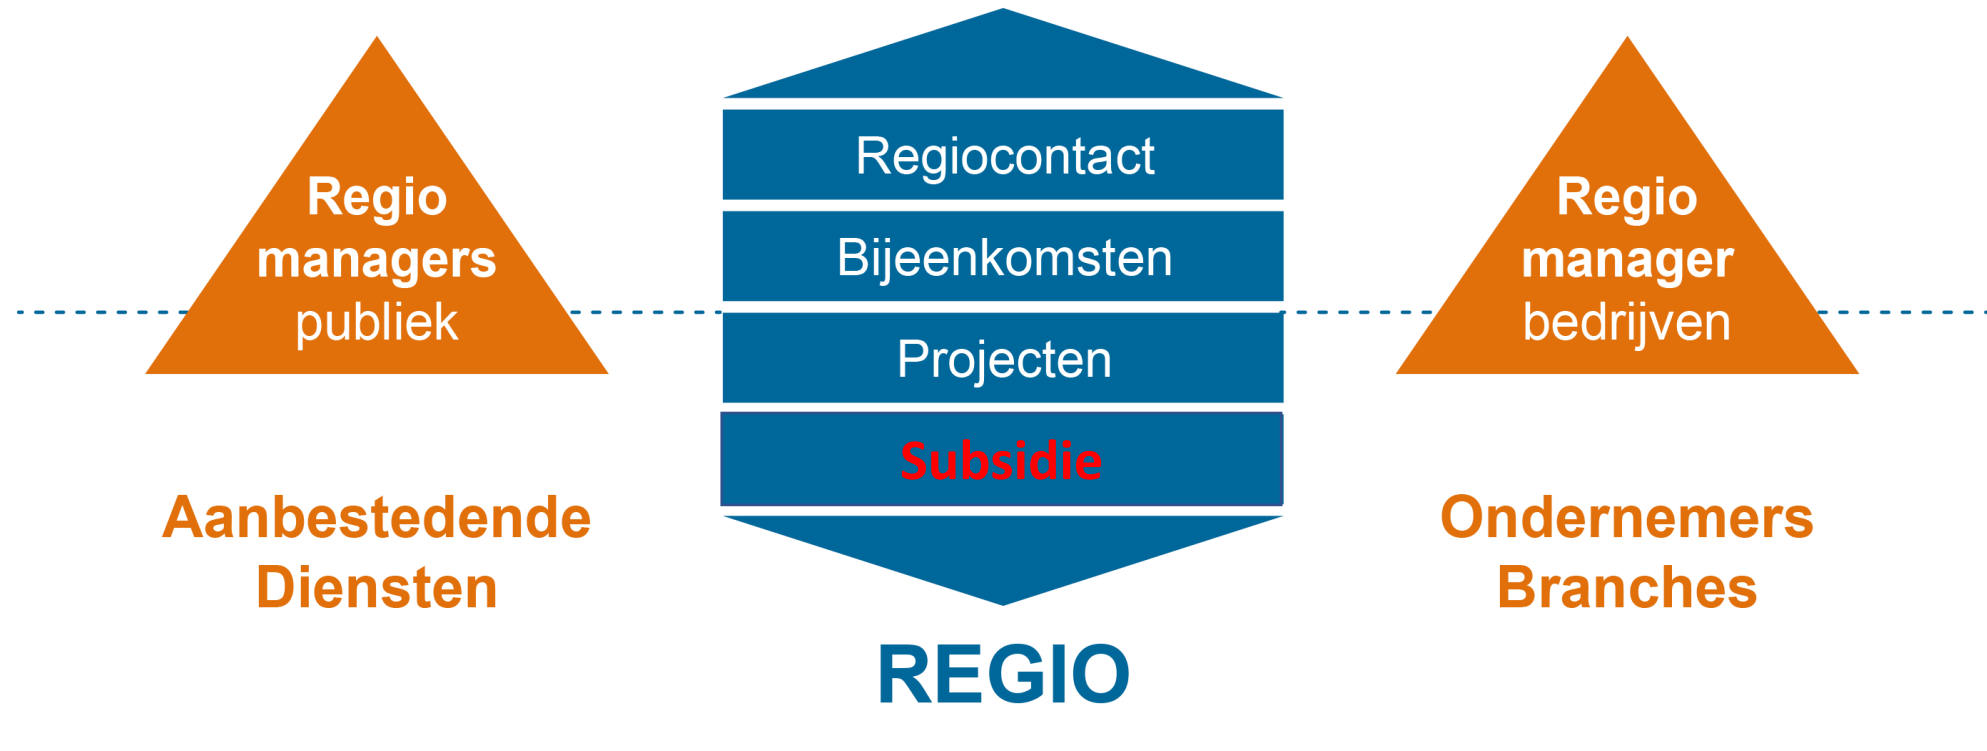 Regio
managers
publiek
Aanbestedende
Diensten
Regiocontact
Bijeenkomsten
Projecten
Subsidie
REGIO
Regio
manager
bedrijven
Ondernemers
Branches